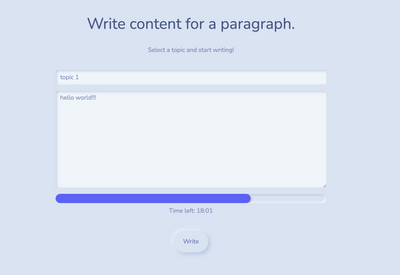 Write content for a paragraph.
Select a topic and start writing!
topic 1
hello world!!!
Time left: 18:01
Write